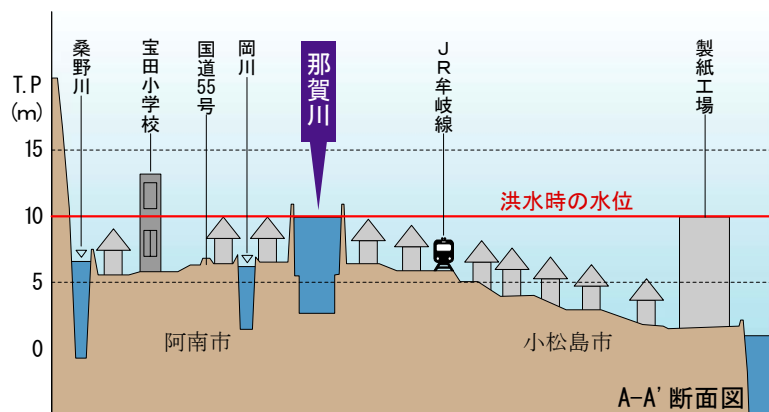 T.P
(m)
15
10
5
0
桑野川
宝田小学校
国道55号
岡川
那賀川
JR牟岐線
製紙工場
洪水時の水位
阿南市
小松島市
A-A'断面図